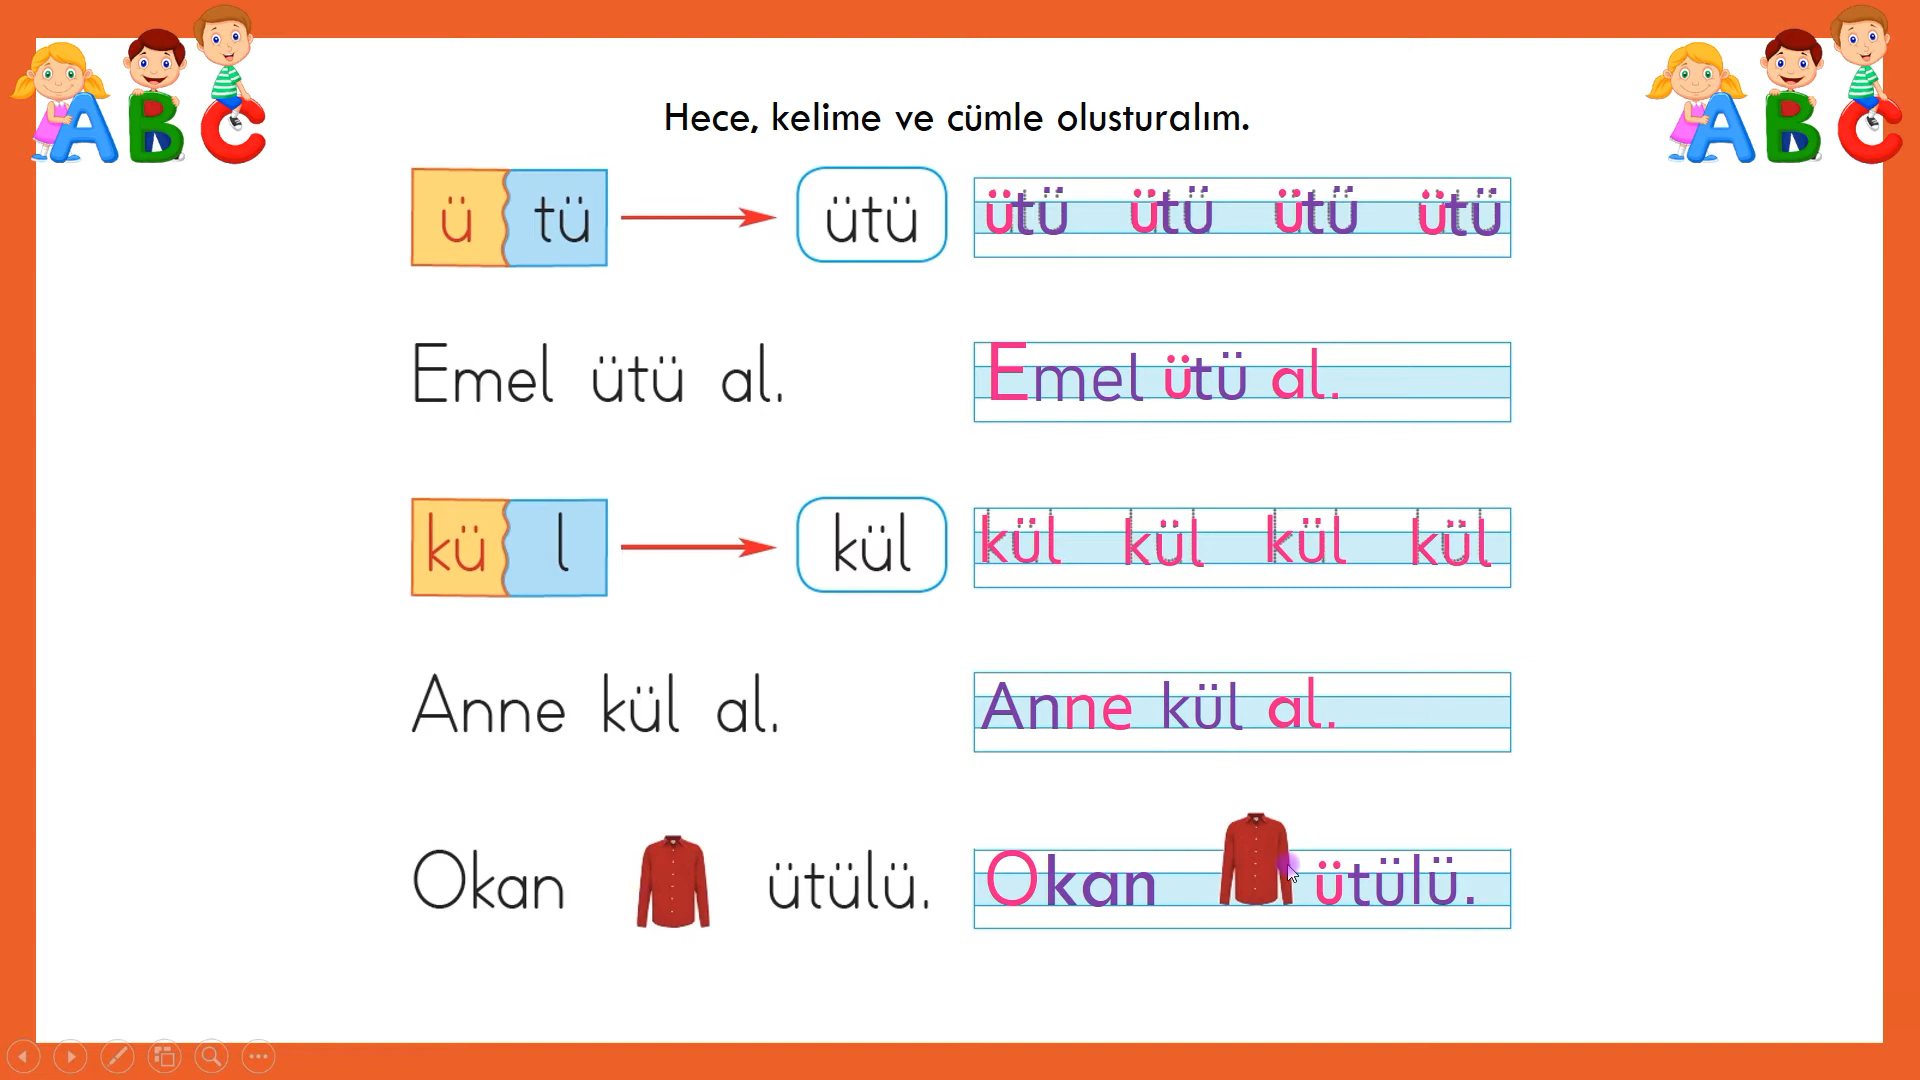 A B C A B C
Hece, kelime ve cümle olusturalım.
ü tü ütü ütü ütü ütü ütü
Emel ütü al. Emel ütü al.
kü l kül kül kül kül kül
Anne kül al. Anne kül al.
Okan ütülü. Okan ütülü.